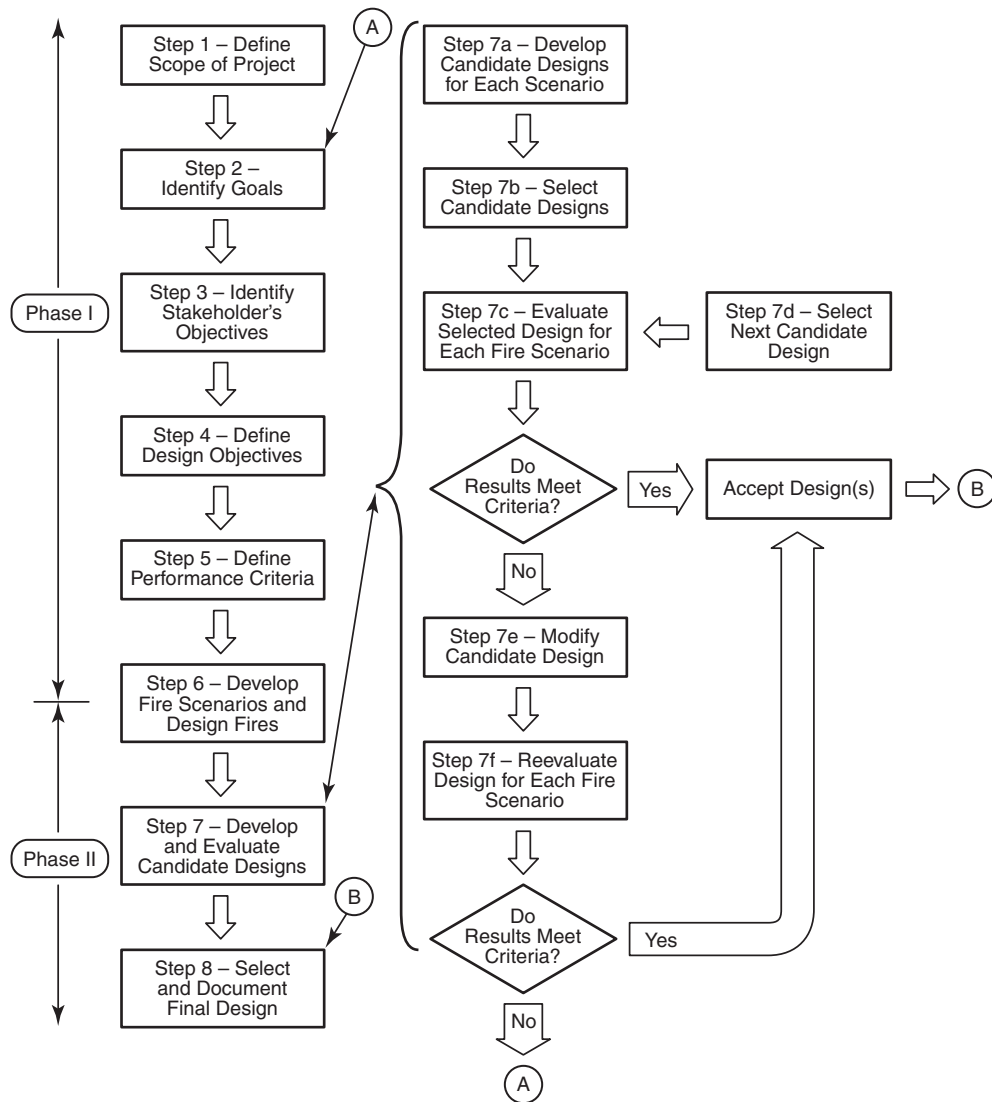 Phase I
Phase II
Step 1 – Define
Scope of Project
A
Step 2 –
Identify Goals
Step 3 – Identify
Stakeholder's
Objectives
Step 4 – Define
Design Objectives
Step 5 – Define
Performance Criteria
Step 6 – Develop
Fire Scenarios and
Design Fires
Step 7 – Develop
and Evaluate
Candidate Designs
B
Step 8 – Select
and Document
Final Design
Step 7a – Develop
Candidate Designs
for Each Scenario
Step 7b – Select
Candidate Designs
Step 7c – Evaluate
Selected Design for
Each Fire Scenario
Step 7d – Select
Next Candidate
Design
Do
Results Meet
Criteria?
Yes
Accept Design(s)
B
No
Step 7e – Modify
Candidate Design
Step 7f – Reevaluate
Design for Each Fire
Scenario
Do
Results Meet
Criteria?
Yes
No
A